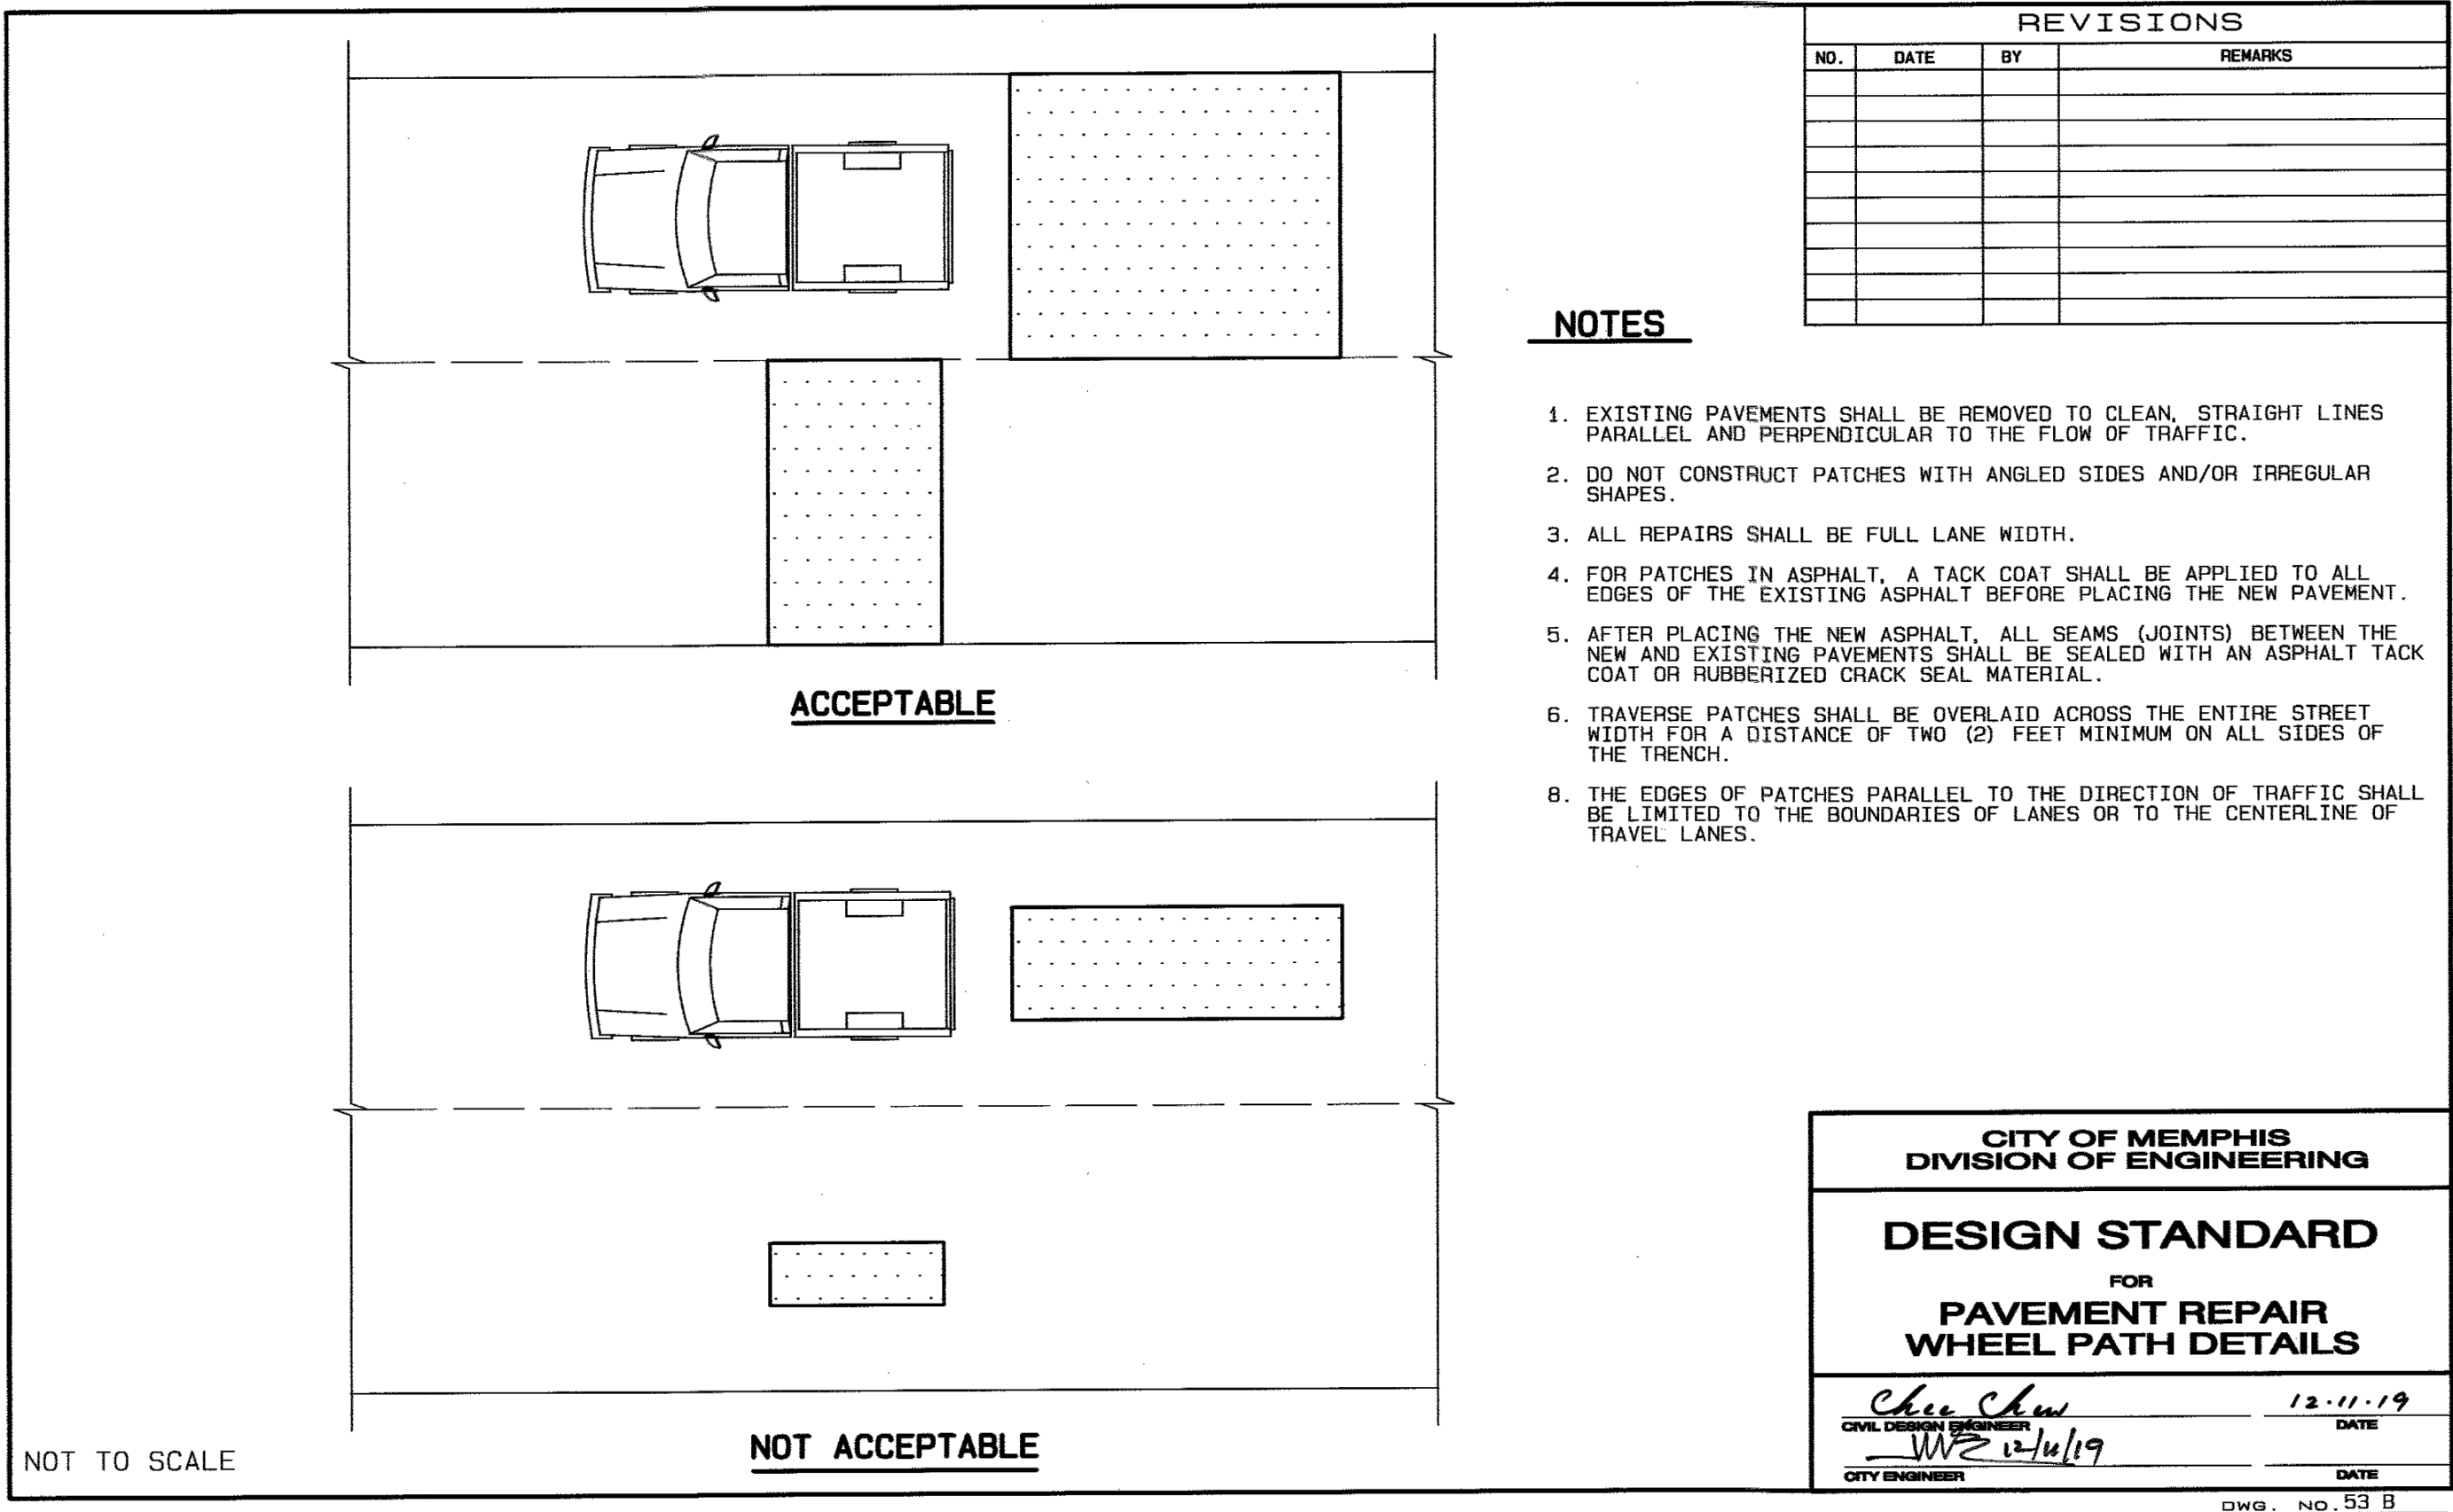 REVISIONS
NO. DATE BY REMARKS
NOTES
1. EXISTING PAVEMENTS SHALL BE REMOVED TO CLEAN, STRAIGHT LINES
PARALLEL AND PERPENDICULAR TO THE FLOW OF TRAFFIC.
2. DO NOT CONSTRUCT PATCHES WITH ANGLED SIDES AND/OR IRREGULAR
SHAPES.
3. ALL REPAIRS SHALL BE FULL LANE WIDTH.
4. FOR PATCHES IN ASPHALT, A TACK COAT SHALL BE APPLIED TO ALL
EDGES OF THE EXISTING ASPHALT BEFORE PLACING THE NEW PAVEMENT.
5. AFTER PLACING THE NEW ASPHALT, ALL SEAMS (JOINTS) BETWEEN THE
NEW AND EXISTING PAVEMENTS SHALL BE SEALED WITH AN ASPHALT TACK
COAT OR RUBBERIZED CRACK SEAL MATERIAL.
6. TRAVERSE PATCHES SHALL BE OVERLAID ACROSS THE ENTIRE STREET
WIDTH FOR A DISTANCE OF TWO (2) FEET MINIMUM ON ALL SIDES OF
THE TRENCH.
8. THE EDGES OF PATCHES PARALLEL TO THE DIRECTION OF TRAFFIC SHALL
BE LIMITED TO THE BOUNDARIES OF LANES OR TO THE CENTERLINE OF
TRAVEL LANES.
ACCEPTABLE
NOT ACCEPTABLE
NOT TO SCALE
CITY OF MEMPHIS
DIVISION OF ENGINEERING
DESIGN STANDARD
FOR
PAVEMENT REPAIR
WHEEL PATH DETAILS
12.11.19
CIVIL DESIGN ENGINEER DATE
12/11/19
CITY ENGINEER DATE
DWG. NO. 53 B